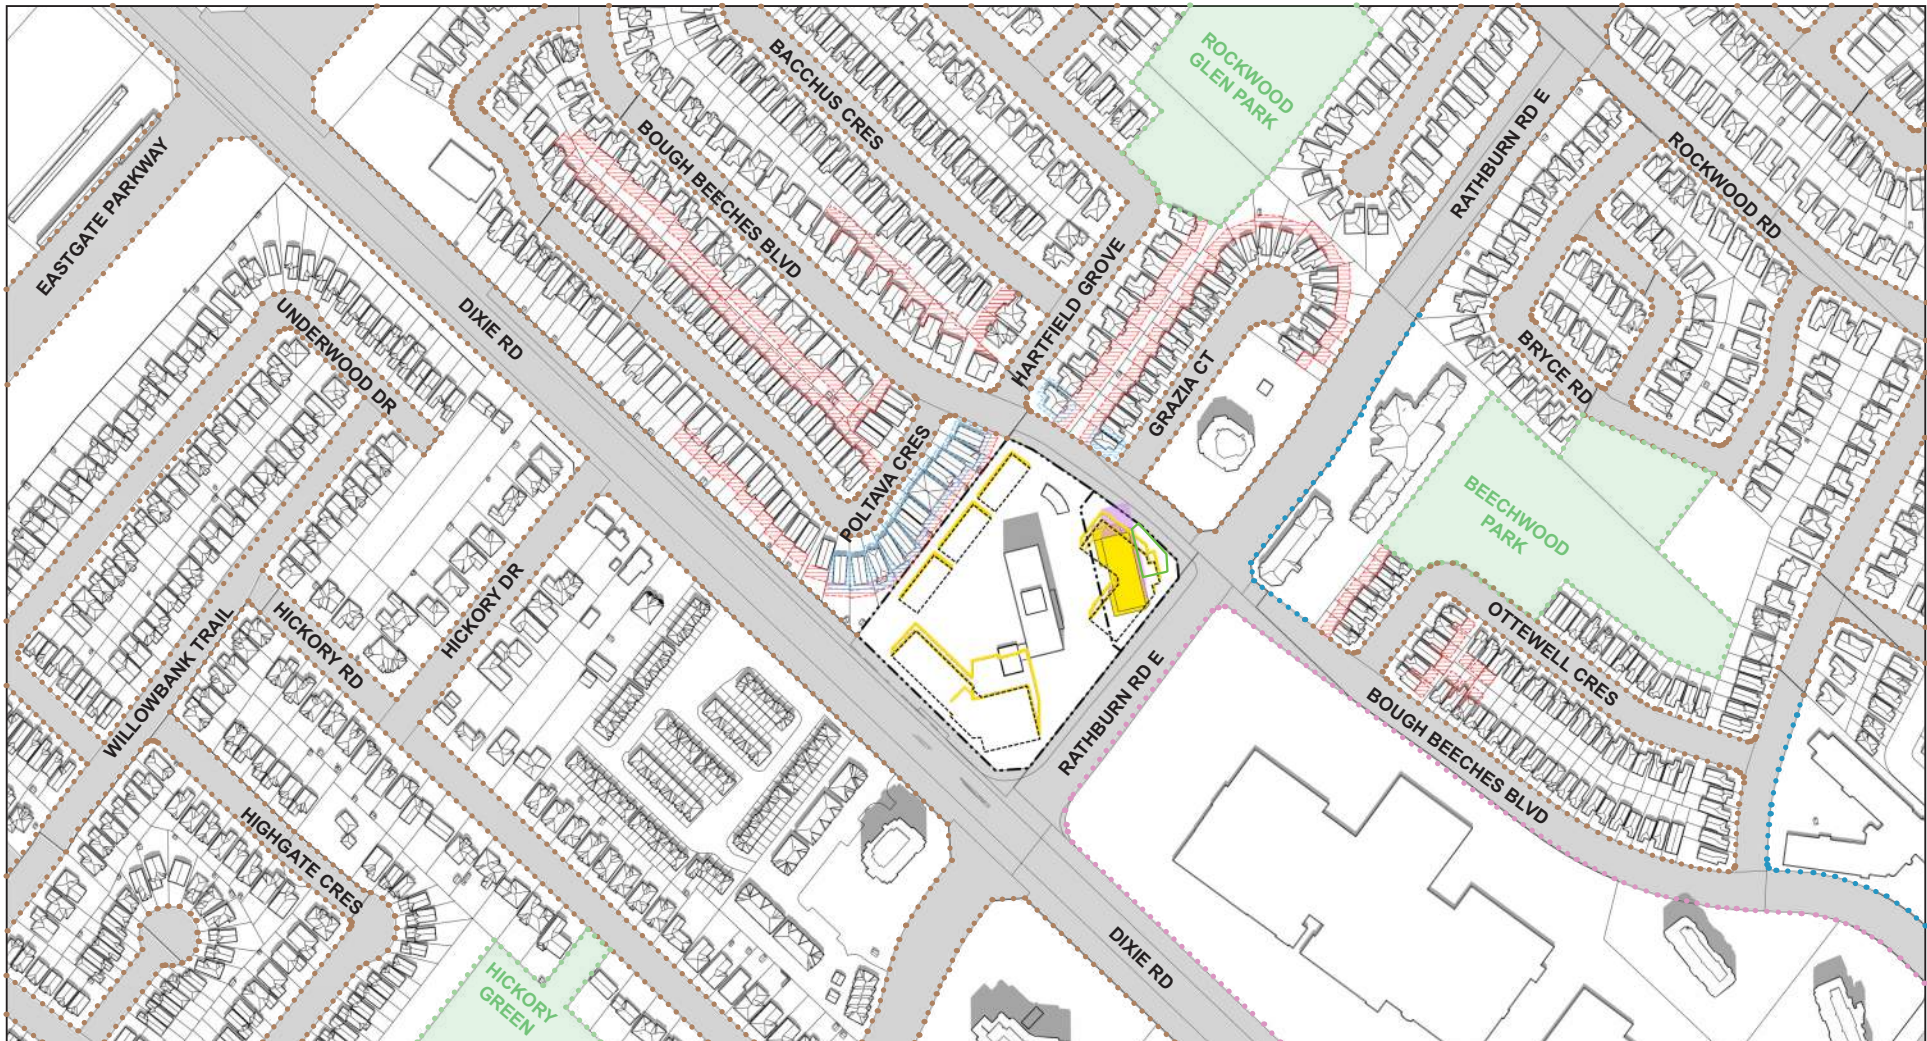 ROCKWOOD
GLEN PARK
BACCHUS CRES
BOUGH BEECHES BLVD
RATHBURN RD E
ROCKWOOD RD
EASTGATE PARKWAY
HARTFIELD GROVE
UNDERWOOD DR
DIXIE RD
GRAZIA CT
BRYCE RD
POLTAVA CRES
BEECHWOOD
PARK
HICKORY DR
OTTEWELL CRES
HICKORY RD
WILLOWBANK TRAIL
RATHBURN RD E
BOUGH BEECHES BLVD
HIGHGATE CRES
DIXIE RD
HICKORY
GREEN